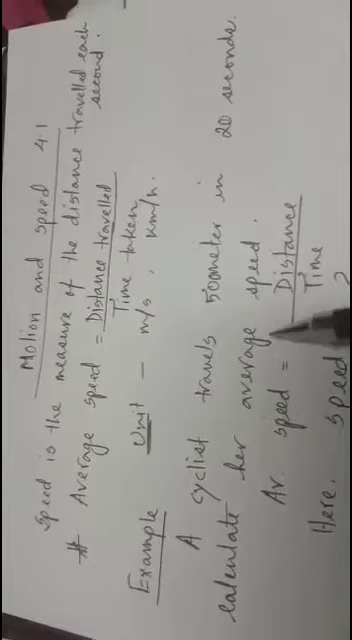 Motion and speed 4.1
Speed is the measure of the distance travelled each
second.
# Average speed = Distance travelled
Time taken
Unit – m/s, km/h.
Example
A cyclist travels 500meter in 20 seconds.
Calculate her average speed.
Av. speed = Distance
Time
Here. speed ?